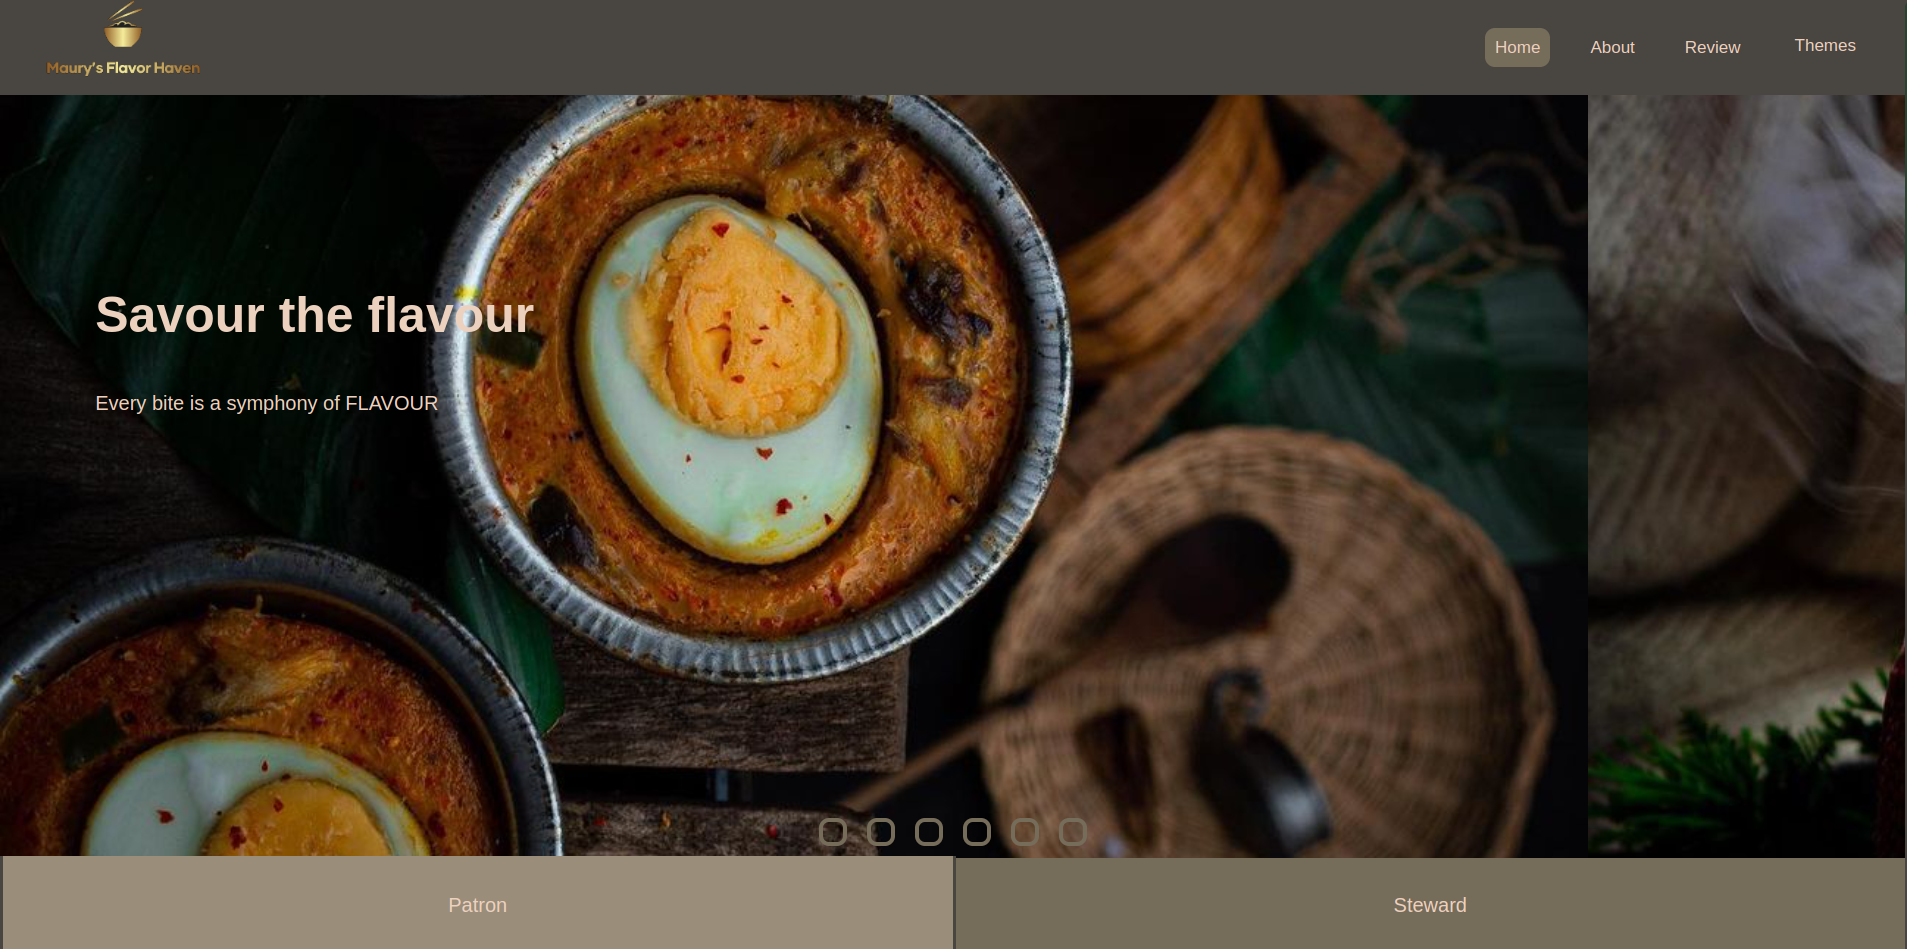 Maury's Flavor Haven
Home About Review Themes
Savour the flavour
Every bite is a symphony of FLAVOUR
Patron Steward